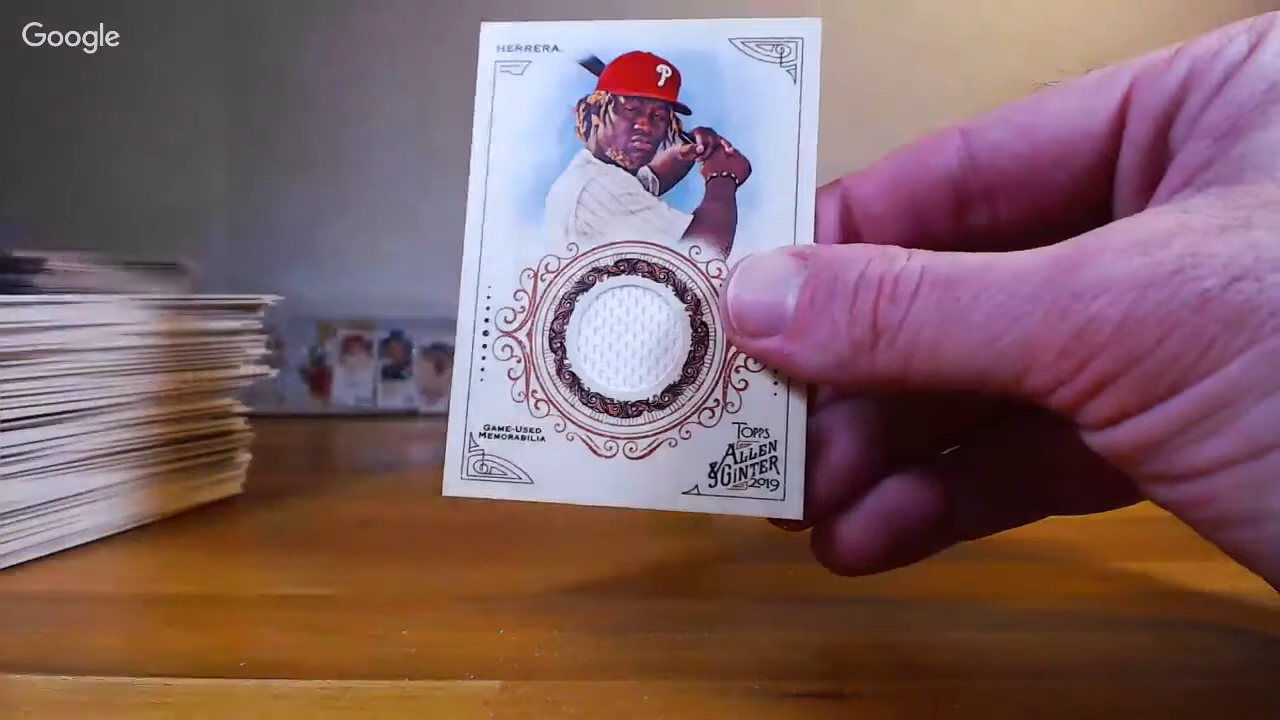 Google
HERRERA
P
GAME-USED
MEMORABILIA
TOPPS
ALLEN
& GINTER
2019